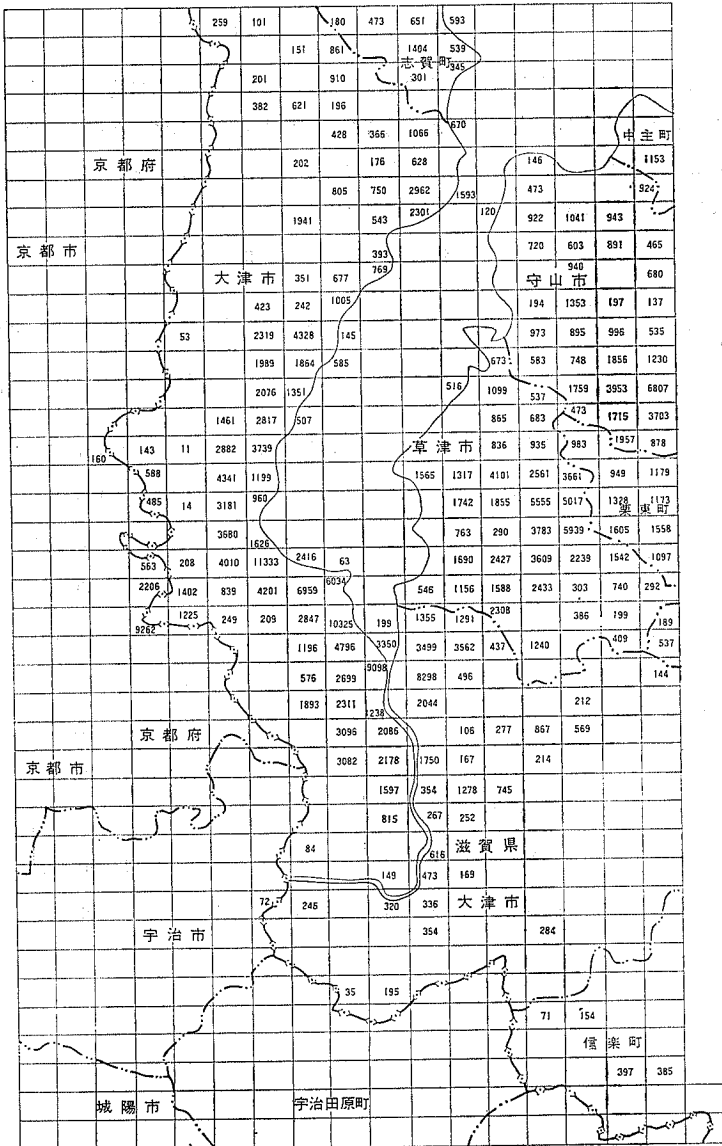 259 101 180 473 651 593
151 861 1404 539
志賀町 345
201 910 301
382 621 196
670
428 366 1066
中主町
京都府 202 176 628 146 1153
805 750 2962 1593 473 924
1941 543 2301 120 922 1041 943
京都市 393 720 603 891 465
大津市 351 677 769 守山市 940 680
423 242 1005 194 1353 197 137
53 2319 4328 145 973 895 996 535
1989 1864 585 673 583 748 1856 1230
2076 1351 516 1099 537 1759 3953 6807
1461 2817 507 865 683 473 1715 3703
160 143 11 2882 3739 草津市 836 935 983 1957 878
588 4341 1199 1565 1317 4101 2561 3661 949 1179
485 14 3181 960 1742 1855 5555 5017 1328 1173
栗東町
3680 1626 763 290 3783 5939 1605 1558
563 208 4010 11333 2416 63 1690 2427 3609 2239 1542 1097
2206 1402 839 4201 6959 6034 546 1156 1588 2433 303 740 292
9262 1225 249 209 2847 10325 199 1355 1291 2308 386 199 189
1196 4796 3350 3499 3562 437 1240 409 537
576 2699 9098 8298 496 144
1893 2311 1238 2044 212
京都府 3096 2086 106 277 867 569
京都市 3082 2178 1750 167 214
1597 354 1278 745
815 267 252
84 616 滋賀県
149 473 169
72 246 320 336 大津市
宇治市 354 284
35 195
71 154
信楽町
397 385
城陽市 宇治田原町